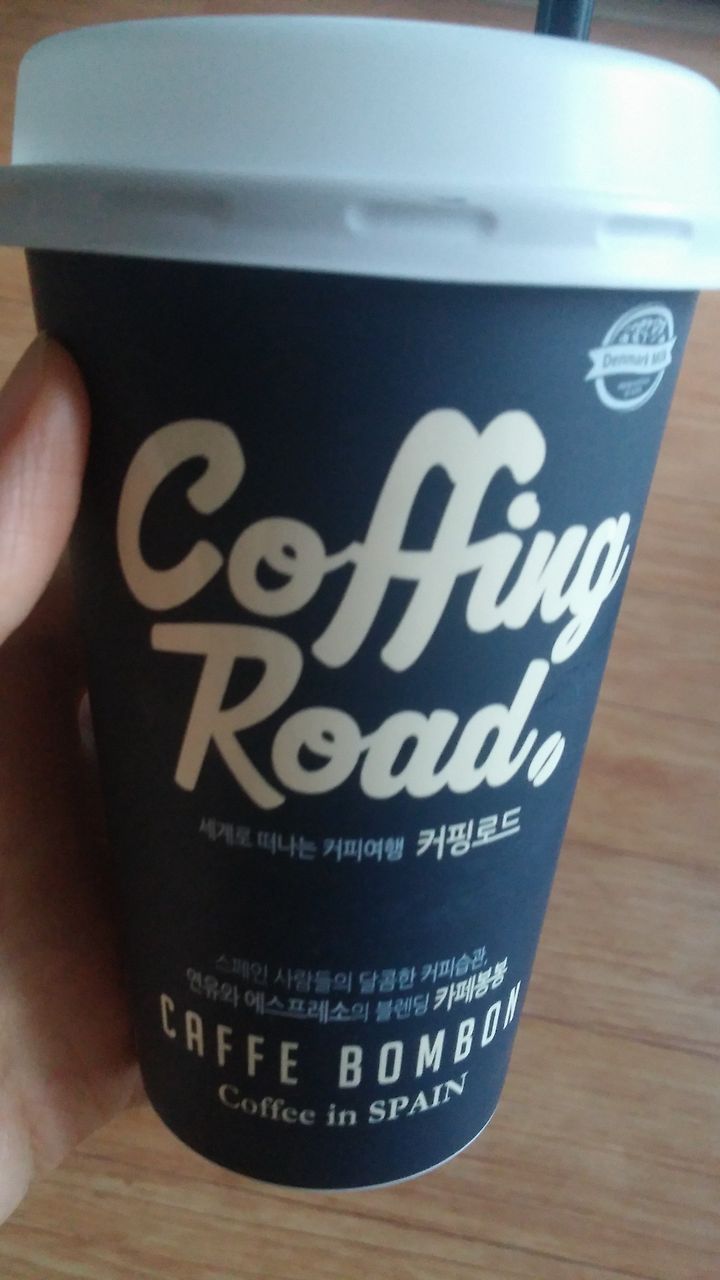 Denmark Milk
Coffing
Road
세계로 떠나는 커피여행 커핑로드
스페인 사람들의 달콤한 커피습관,
연유와 에스프레소의 블렌딩 카페봉봉
CAFFE BOMBON
Coffee in SPAIN